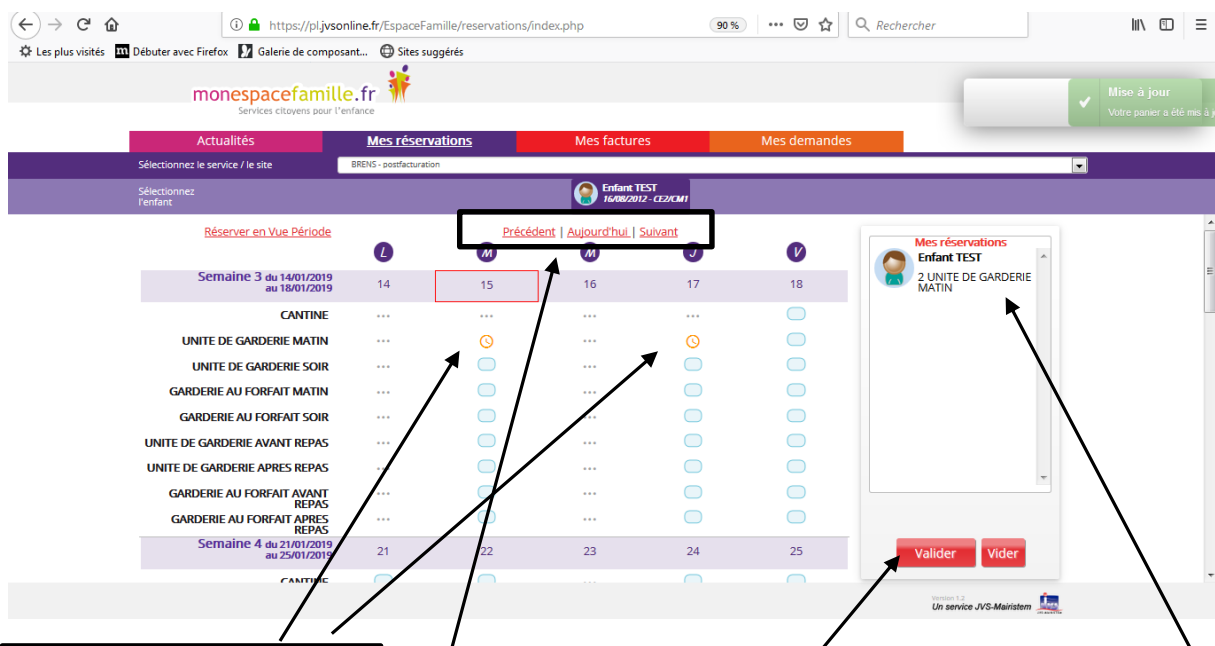 https://pl.jvsonline.fr/EspaceFamille/reservations/index.php 90 % Rechercher
Les plus visités Débuter avec Firefox Galerie de composant... Sites suggérés
monespacefamille.fr
Services citoyens pour l'enfance
Mise à jour
Votre panier a été mis à j
Actualités Mes réservations Mes factures Mes demandes
Sélectionnez le service / le site BRENS - postfacturation
Sélectionnez
l'enfant
Enfant TEST
16/08/2012 - CE2/CM1
Réserver en Vue Période Précédent | Aujourd'hui | Suivant
L M M J V
Semaine 3 du 14/01/2019
au 18/01/2019
14 15 16 17 18
CANTINE ... ... ... ...
UNITE DE GARDERIE MATIN ... ...
UNITE DE GARDERIE SOIR ... ...
GARDERIE AU FORFAIT MATIN ... ...
GARDERIE AU FORFAIT SOIR ... ...
UNITE DE GARDERIE AVANT REPAS ... ...
UNITE DE GARDERIE APRES REPAS ... ...
GARDERIE AU FORFAIT AVANT
REPAS
... ...
GARDERIE AU FORFAIT APRES
REPAS
... ...
Semaine 4 du 21/01/2019
au 25/01/2019
21 22 23 24 25
CANTINE ...
Mes réservations
Enfant TEST
2 UNITE DE GARDERIE
MATIN
Valider Vider
Version 1.2
Un service JVS-Mairistem